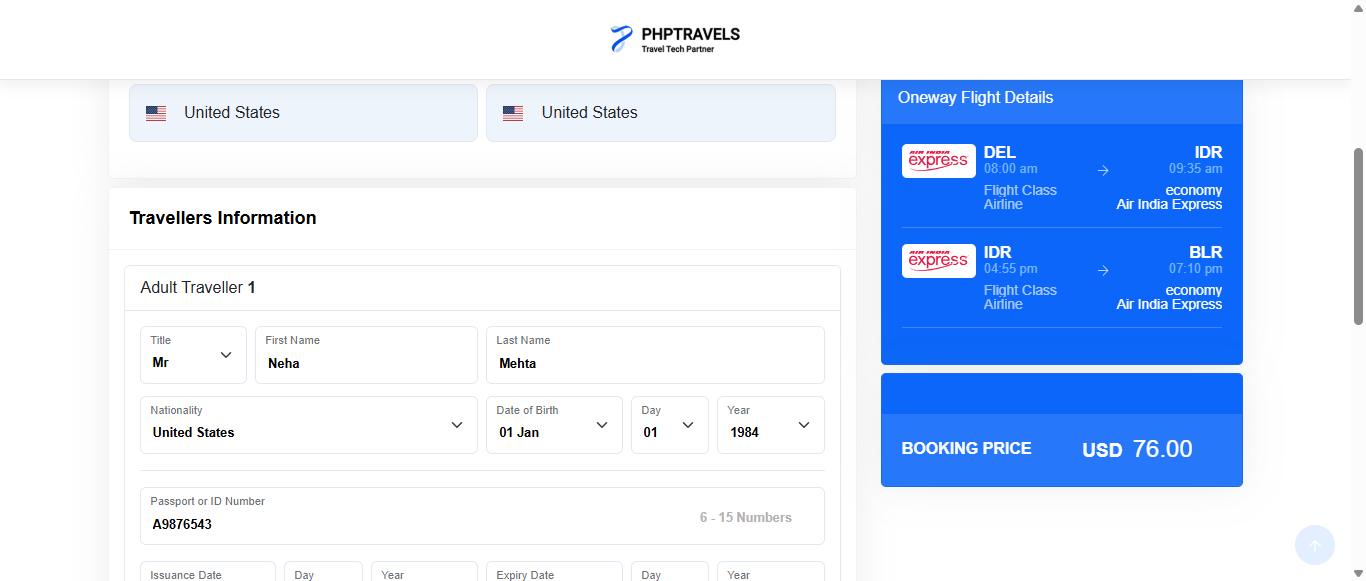 PHPTRAVELS
Travel Tech Partner
United States
United States
Travellers Information
Adult Traveller 1
Title
Mr
First Name
Neha
Last Name
Mehta
Nationality
United States
Date of Birth
01 Jan
Day
01
Year
1984
Passport or ID Number
A9876543
6 - 15 Numbers
Issuance Date
Day
Year
Expiry Date
Day
Year
Oneway Flight Details
AIR INDIA
express
DEL
IDR
08:00 am
09:35 am
Flight Class
economy
Airline
Air India Express
AIR INDIA
express
IDR
BLR
04:55 pm
07:10 pm
Flight Class
economy
Airline
Air India Express
BOOKING PRICE
USD 76.00